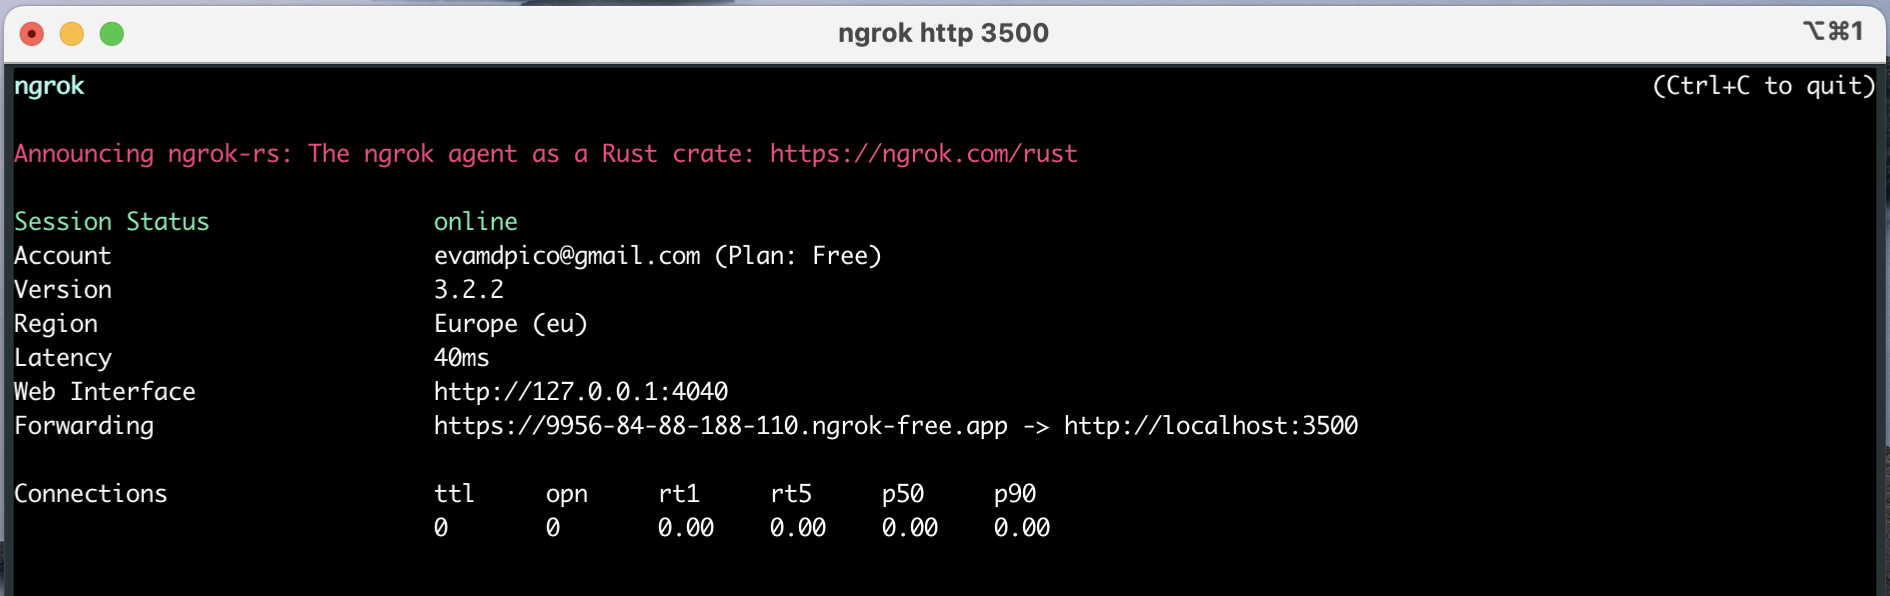 ngrok http 3500
⌥⌘1
ngrok (Ctrl+C to quit)
Announcing ngrok-rs: The ngrok agent as a Rust crate: https://ngrok.com/rust
Session Status online
Account evamdpico@gmail.com (Plan: Free)
Version 3.2.2
Region Europe (eu)
Latency 40ms
Web Interface http://127.0.0.1:4040
Forwarding https://9956-84-88-188-110.ngrok-free.app -> http://localhost:3500
Connections ttl opn rt1 rt5 p50 p90
0 0 0.00 0.00 0.00 0.00